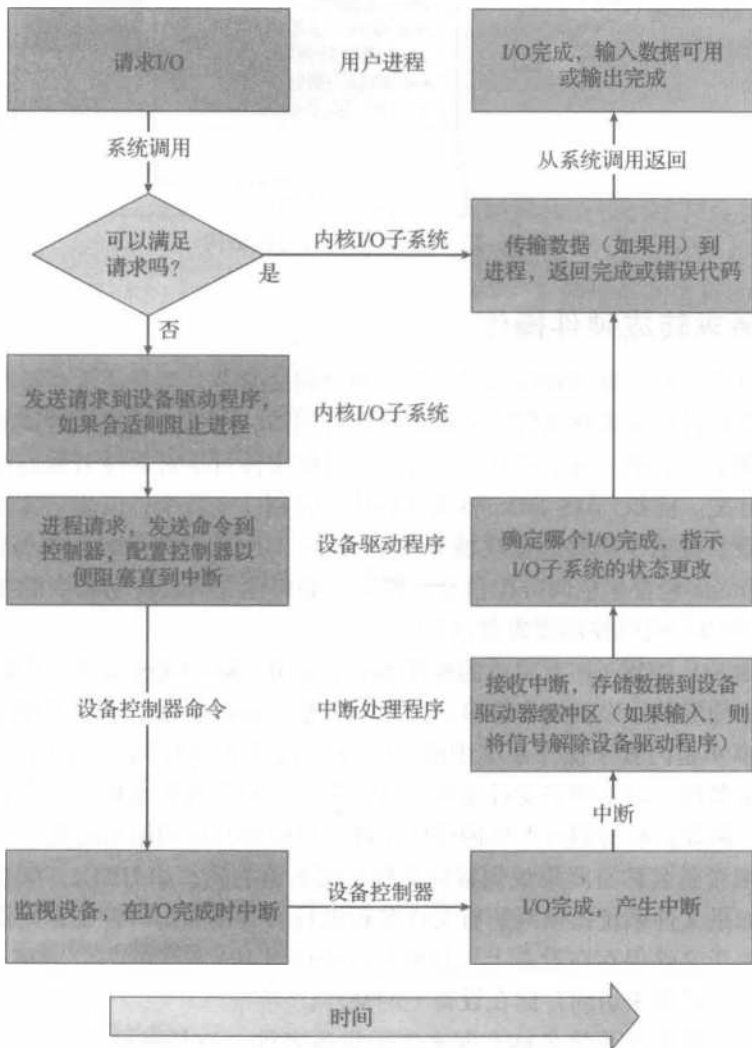 请求I/O
用户进程
I/O完成，输入数据可用
或输出完成
系统调用
从系统调用返回
可以满足
请求吗？
是
内核I/O子系统
传输数据（如果用）到
进程，返回完成或错误代码
否
发送请求到设备驱动程序，
如果合适则阻止进程
内核I/O子系统
进程请求，发送命令到
控制器，配置控制器以
便阻塞直到中断
设备驱动程序
确定哪个I/O完成，指示
I/O子系统的状态更改
设备控制器命令
中断处理程序
接收中断，存储数据到设备
驱动器缓冲区（如果输入，则
将信号解除设备驱动程序）
中断
监视设备，在I/O完成时中断
设备控制器
I/O完成，产生中断
时间